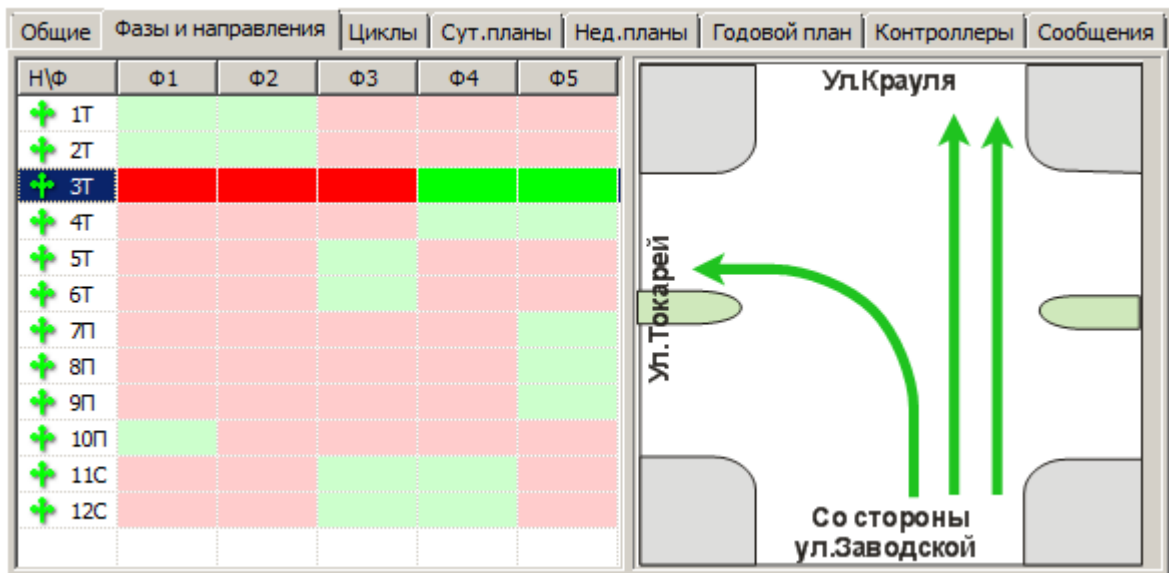 Общие Фазы и направления Циклы Сут.планы Нед.планы Годовой план Контроллеры Сообщения
Н\Ф Ф1 Ф2 Ф3 Ф4 Ф5
1Т
2Т
3Т
4Т
5Т
6Т
7П
8П
9П
10П
11С
12С
Ул.Крауля
Ул.Токарей
Со стороны
ул.Заводской